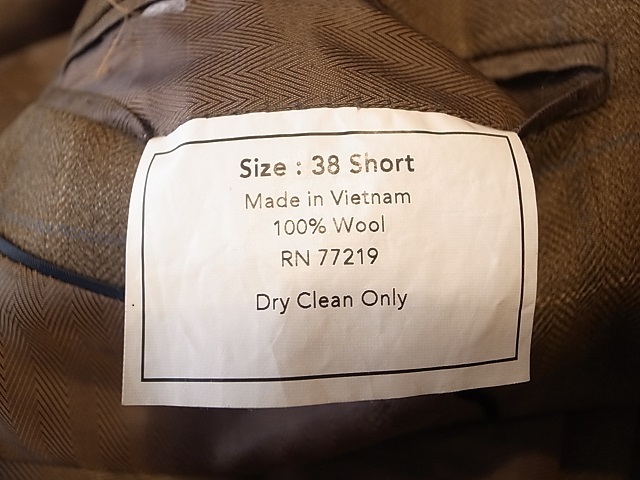 Size : 38 Short
Made in Vietnam
100% Wool
RN 77219
Dry Clean Only